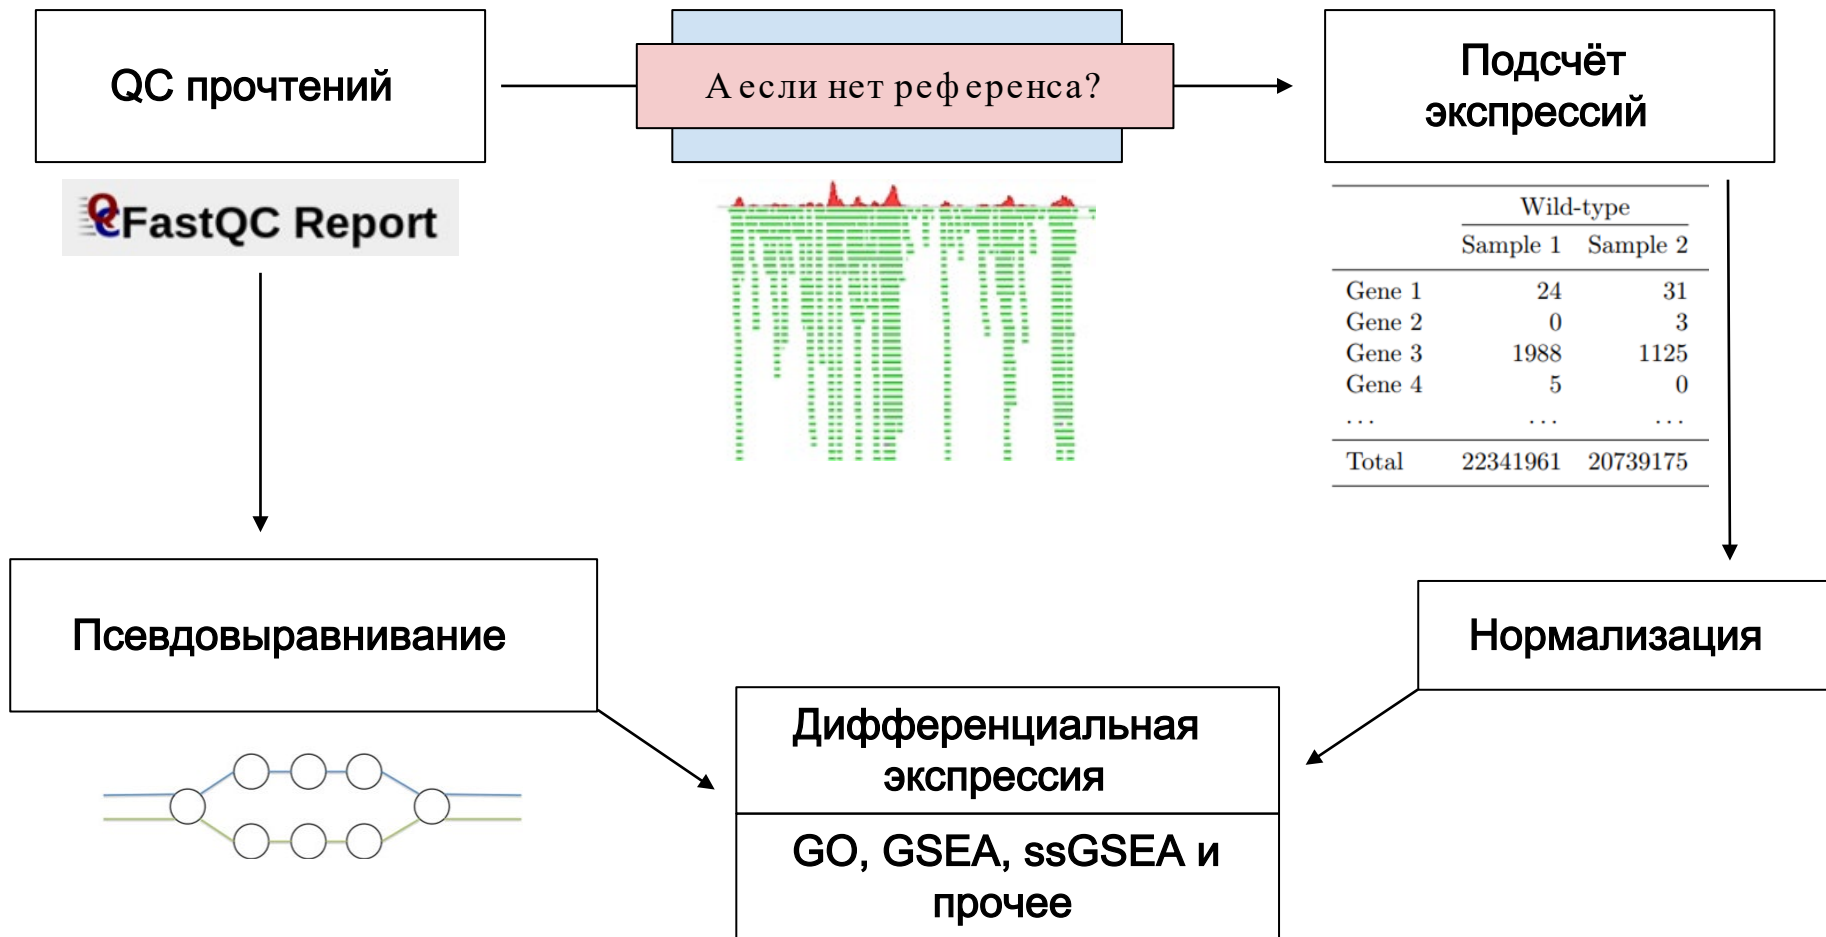 QC прочтений
А если нет референса?
Подсчёт
экспрессий
QCFastQC Report
Wild-type
Sample 1 Sample 2
Gene 1 24 31
Gene 2 0 3
Gene 3 1988 1125
Gene 4 5 0
... ... ...
Total 22341961 20739175
Псевдовыравнивание
Нормализация
Дифференциальная
экспрессия
GO, GSEA, ssGSEA и
прочее